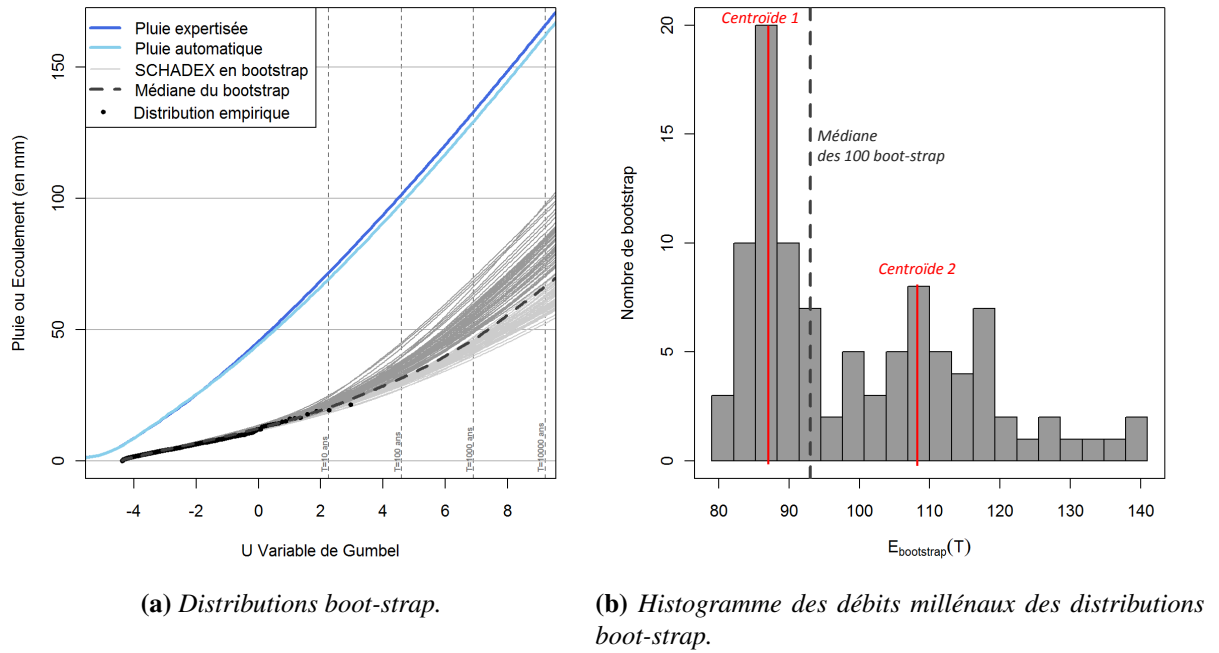 Pluie expertisée
Pluie automatique
SCHADEX en bootstrap
Médiane du bootstrap
Distribution empirique
Pluie ou Ecoulement (en mm)
150
100
50
0
T=10 ans
T=100 ans
T=1000 ans
T=10000 ans
-4 -2 0 2 4 6 8
U Variable de Gumbel
(a) Distributions boot-strap.
Centroïde 1
Médiane
des 100 boot-strap
Centroïde 2
Nombre de bootstrap
20
15
10
5
0
80 90 100 110 120 130 140
Ebootstrap(T)
(b) Histogramme des débits millénaux des distributions
boot-strap.